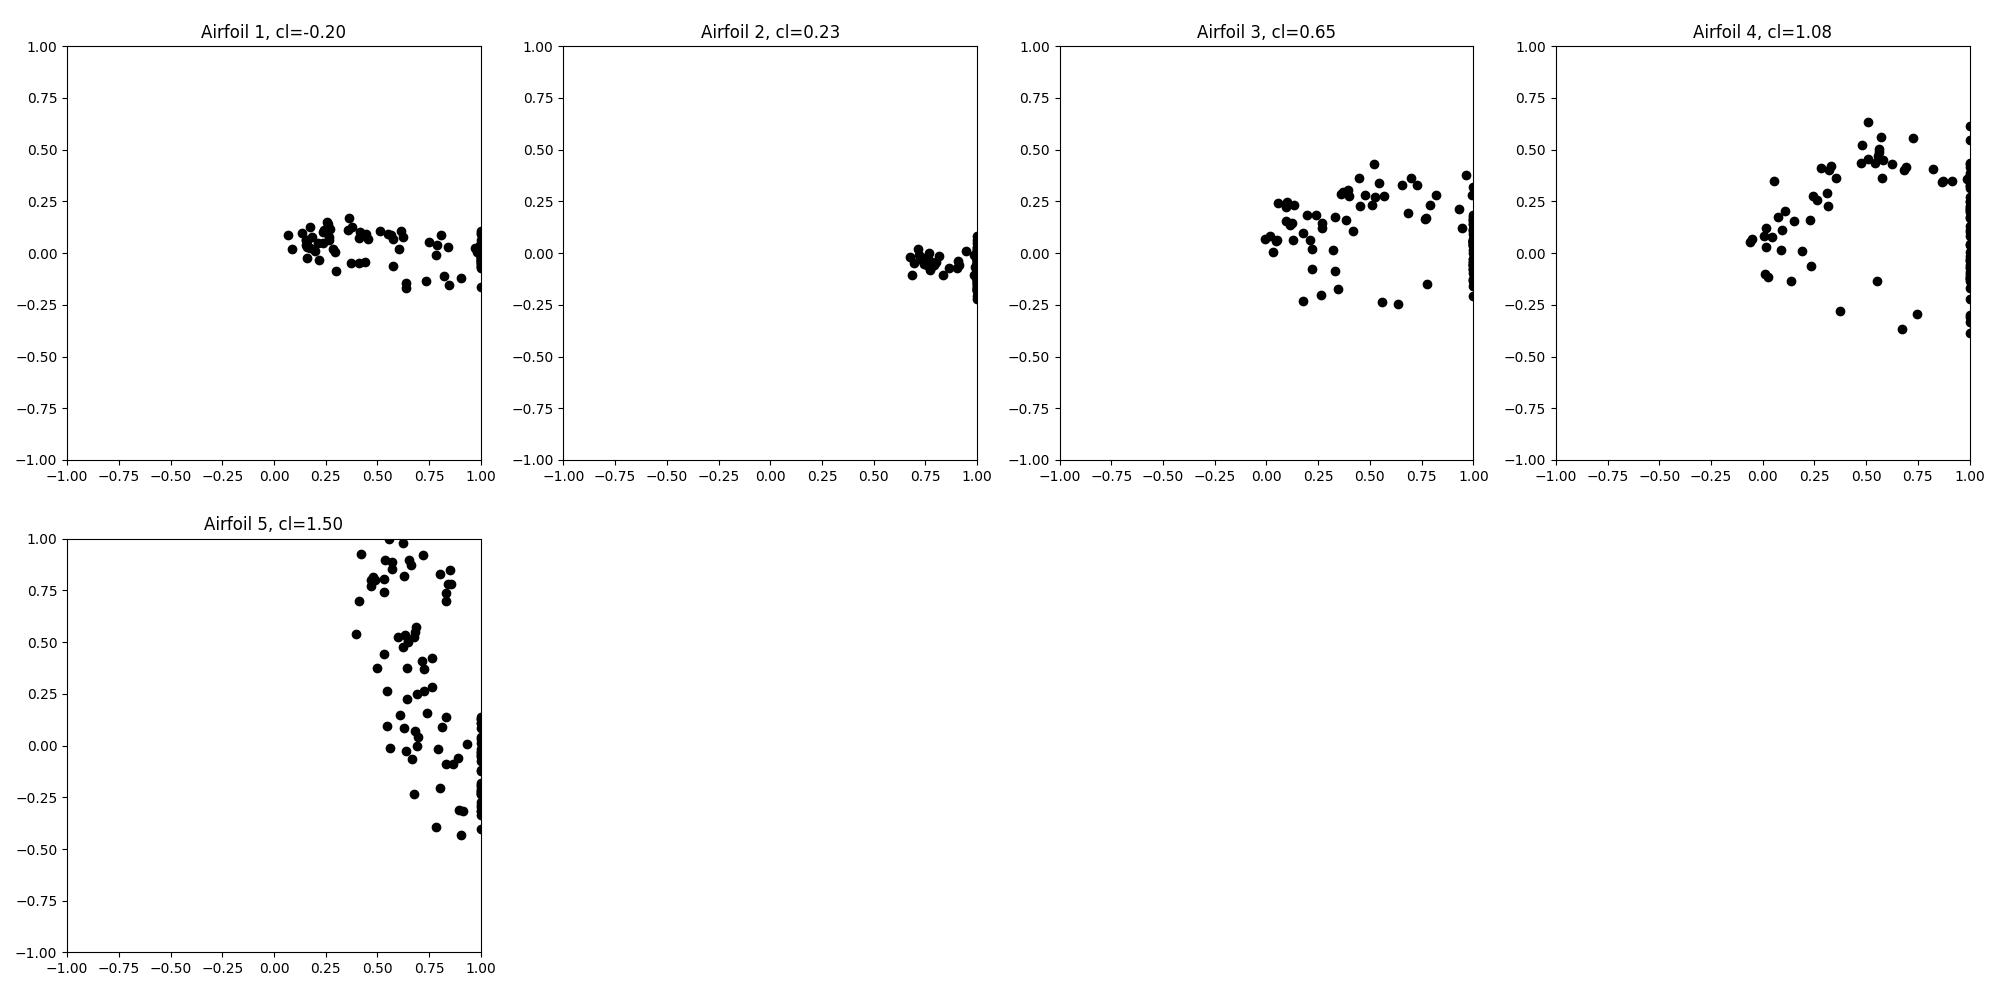 Airfoil 1, cl=-0.20
Airfoil 2, cl=0.23
Airfoil 3, cl=0.65
Airfoil 4, cl=1.08
1.00 1.00 1.00 1.00
0.75 0.75 0.75 0.75
0.50 0.50 0.50 0.50
0.25 0.25 0.25 0.25
0.00 0.00 0.00 0.00
−0.25 −0.25 −0.25 −0.25
−0.50 −0.50 −0.50 −0.50
−0.75 −0.75 −0.75 −0.75
−1.00 −1.00 −1.00 −1.00
−1.00 −0.75 −0.50 −0.25 0.00 0.25 0.50 0.75 1.00
−1.00 −0.75 −0.50 −0.25 0.00 0.25 0.50 0.75 1.00
−1.00 −0.75 −0.50 −0.25 0.00 0.25 0.50 0.75 1.00
−1.00 −0.75 −0.50 −0.25 0.00 0.25 0.50 0.75 1.00
Airfoil 5, cl=1.50
1.00
0.75
0.50
0.25
0.00
−0.25
−0.50
−0.75
−1.00
−1.00 −0.75 −0.50 −0.25 0.00 0.25 0.50 0.75 1.00